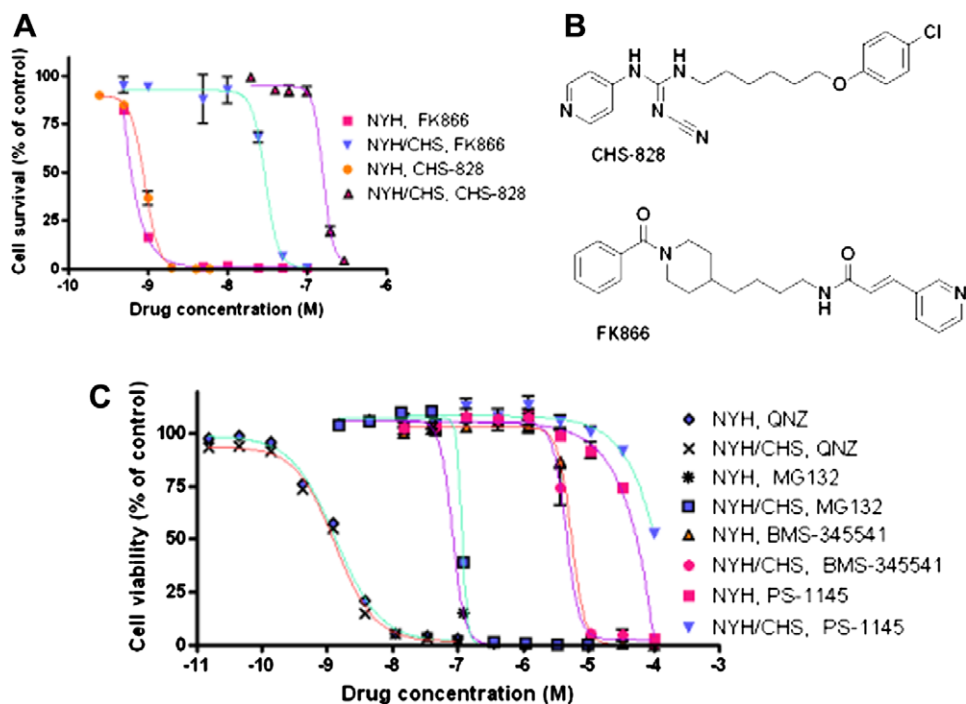 A
Cell survival (% of control)
100
75
50
25
0
-10 -9 -8 -7 -6
Drug concentration (M)
NYH, FK866
NYH/CHS, FK866
NYH, CHS-828
NYH/CHS, CHS-828
B
H
N
H
N
O
Cl
N
N
N
CHS-828
O
N
N
H
O
N
FK866
C
Cell viability (% of control)
100
75
50
25
0
-11 -10 -9 -8 -7 -6 -5 -4 -3
Drug concentration (M)
NYH, QNZ
NYH/CHS, QNZ
NYH, MG132
NYH/CHS, MG132
NYH, BMS-345541
NYH/CHS, BMS-345541
NYH, PS-1145
NYH/CHS, PS-1145